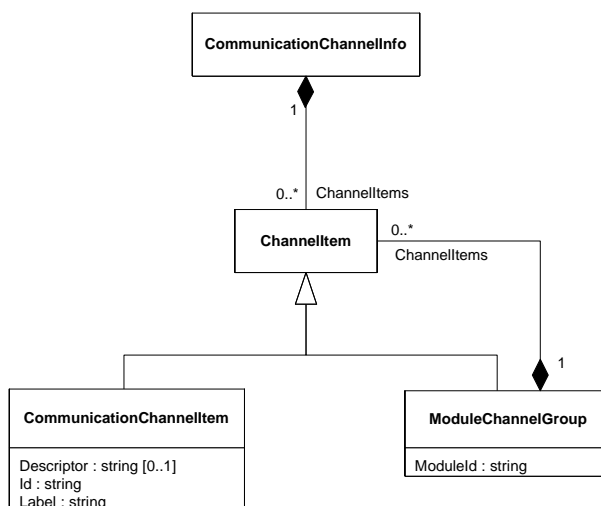 CommunicationChannelInfo
1
0..* ChannelItems
ChannelItem
0..*
ChannelItems
1
CommunicationChannelItem
Descriptor : string [0..1]
Id : string
Label : string
ModuleChannelGroup
ModuleId : string